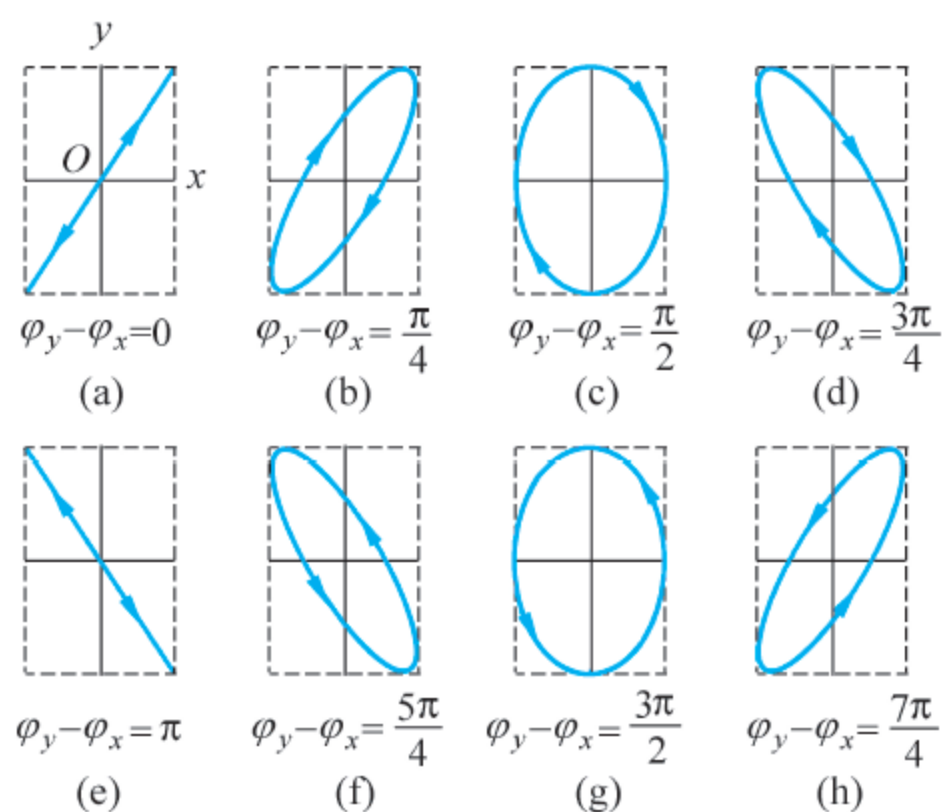 y
O
x
φy−φx=0 φy−φx=π/4 φy−φx=π/2 φy−φx=3π/4
(a) (b) (c) (d)
φy−φx=π φy−φx=5π/4 φy−φx=3π/2 φy−φx=7π/4
(e) (f) (g) (h)